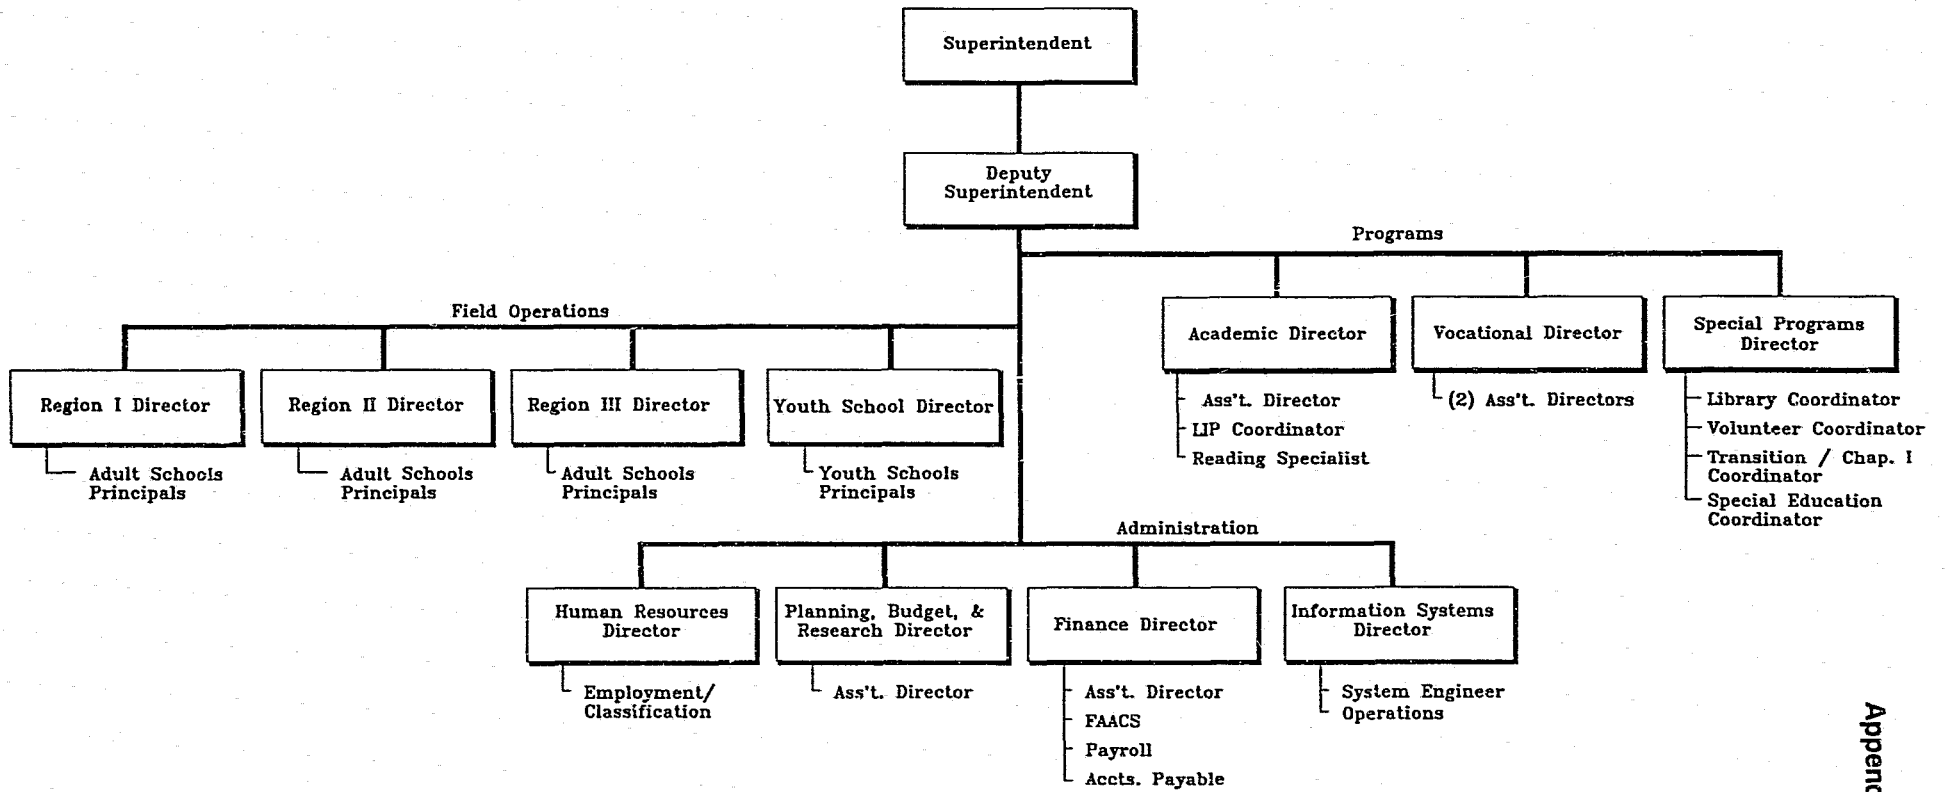 Superintendent
Deputy
Superintendent
Programs
Academic Director
Ass't. Director
LIP Coordinator
Reading Specialist
Vocational Director
(2) Ass't. Directors
Special Programs
Director
Library Coordinator
Volunteer Coordinator
Transition / Chap. I
Coordinator
Special Education
Coordinator
Field Operations
Region I Director
Adult Schools
Principals
Region II Director
Adult Schools
Principals
Region III Director
Adult Schools
Principals
Youth School Director
Youth Schools
Principals
Administration
Human Resources
Director
Employment/
Classification
Planning, Budget, &
Research Director
Ass't. Director
Finance Director
Ass't. Director
FAACS
Payroll
Accts. Payable
Information Systems
Director
System Engineer
Operations
Append